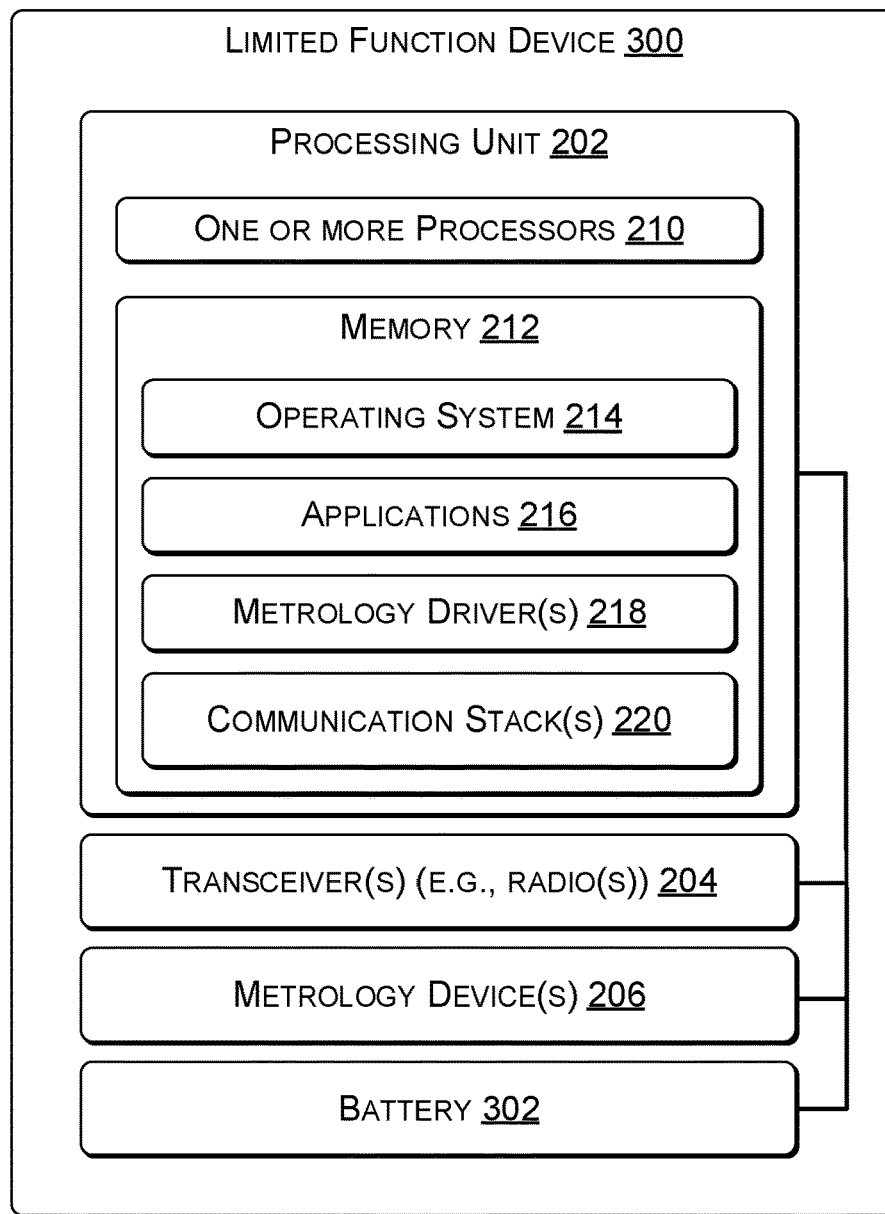 LIMITED FUNCTION DEVICE 300
PROCESSING UNIT 202
ONE OR MORE PROCESSORS 210
MEMORY 212
OPERATING SYSTEM 214
APPLICATIONS 216
METROLOGY DRIVER(S) 218
COMMUNICATION STACK(S) 220
TRANSCEIVER(S) (E.G., RADIO(S)) 204
METROLOGY DEVICE(S) 206
BATTERY 302